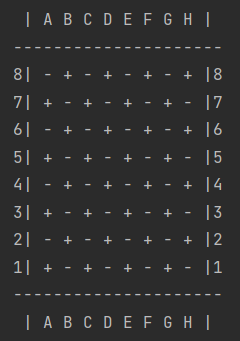 | A B C D E F G H |
---------------------
8| - + - + - + - + |8
7| + - + - + - + - |7
6| - + - + - + - + |6
5| + - + - + - + - |5
4| - + - + - + - + |4
3| + - + - + - + - |3
2| - + - + - + - + |2
1| + - + - + - + - |1
---------------------
| A B C D E F G H |